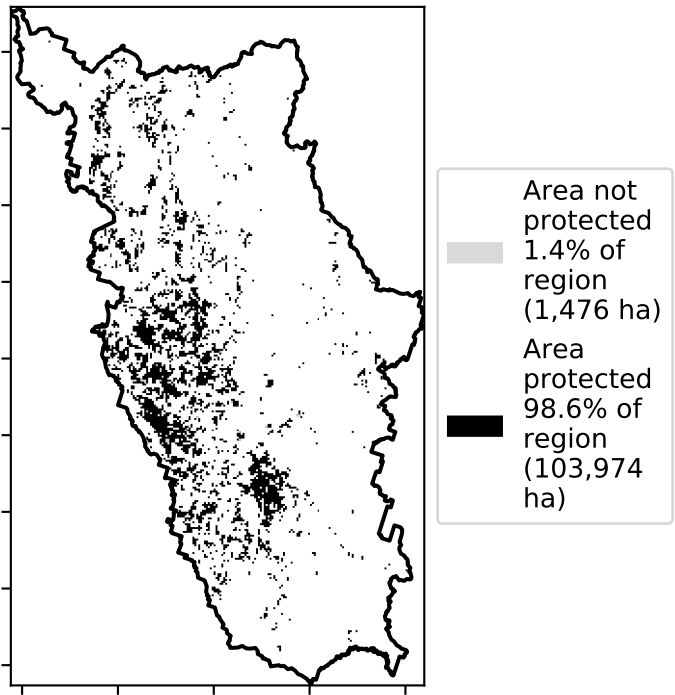 Area not
protected
1.4% of
region
(1,476 ha)
Area
protected
98.6% of
region
(103,974
ha)